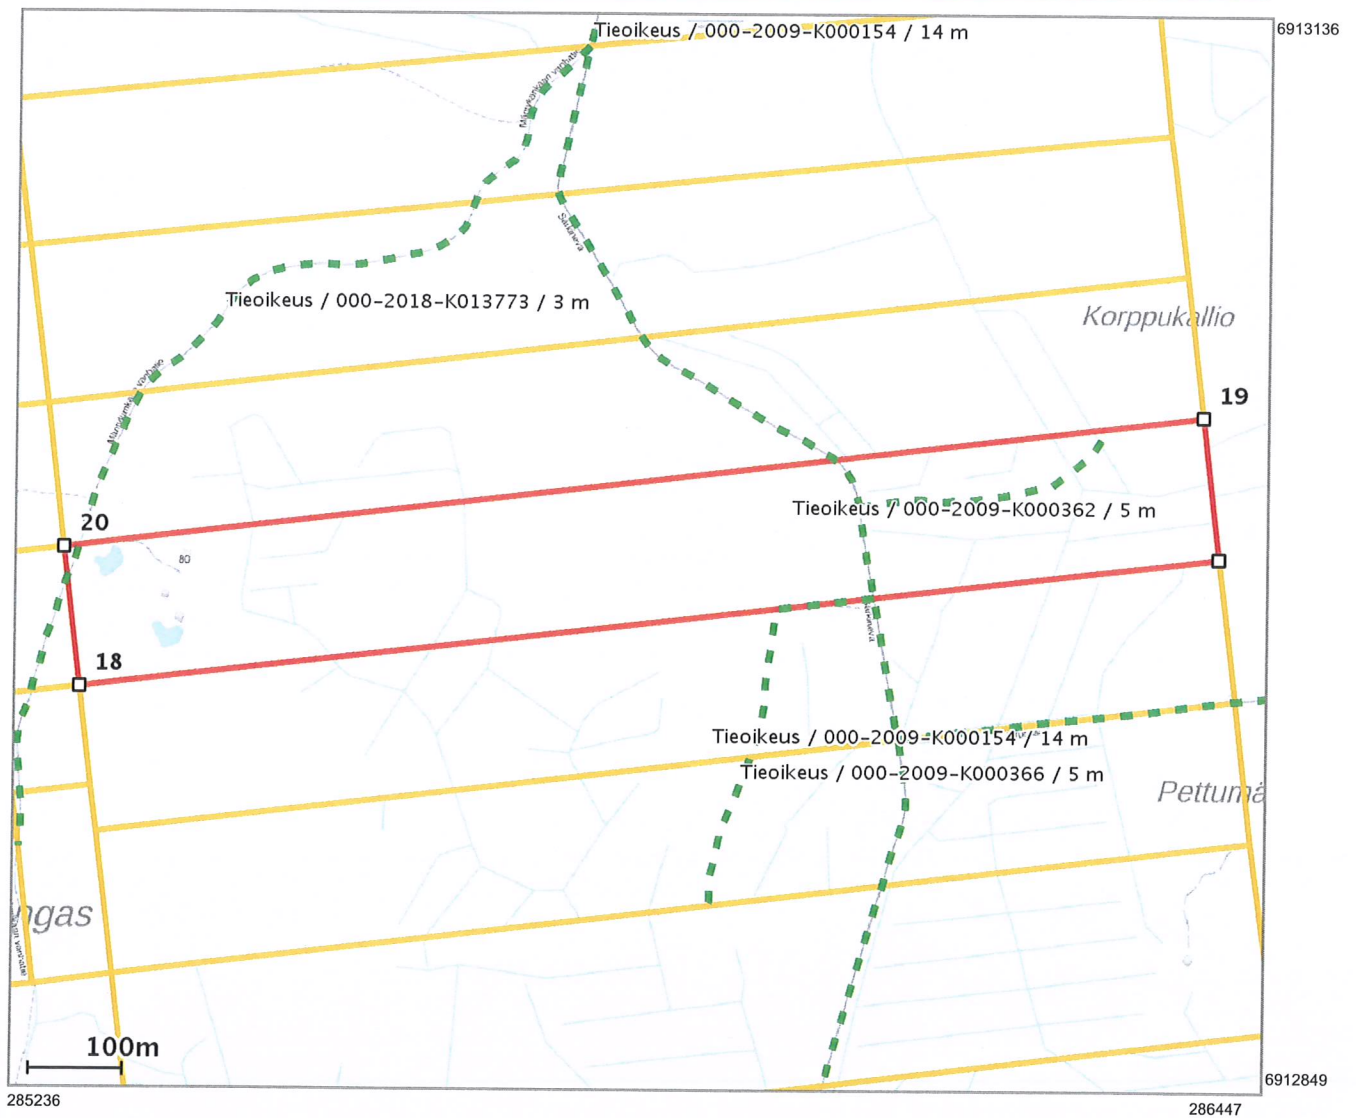 Tieoikeus / 000-2009-K000154 / 14 m
6913136
Tieoikeus / 000-2018-K013773 / 3 m
Korppukallio
19
20
80
Tieoikeus / 000-2009-K000362 / 5 m
18
Tieoikeus / 000-2009-K000154 / 14 m
Tieoikeus / 000-2009-K000366 / 5 m
Pettumä
ngas
100m
6912849
285236
286447